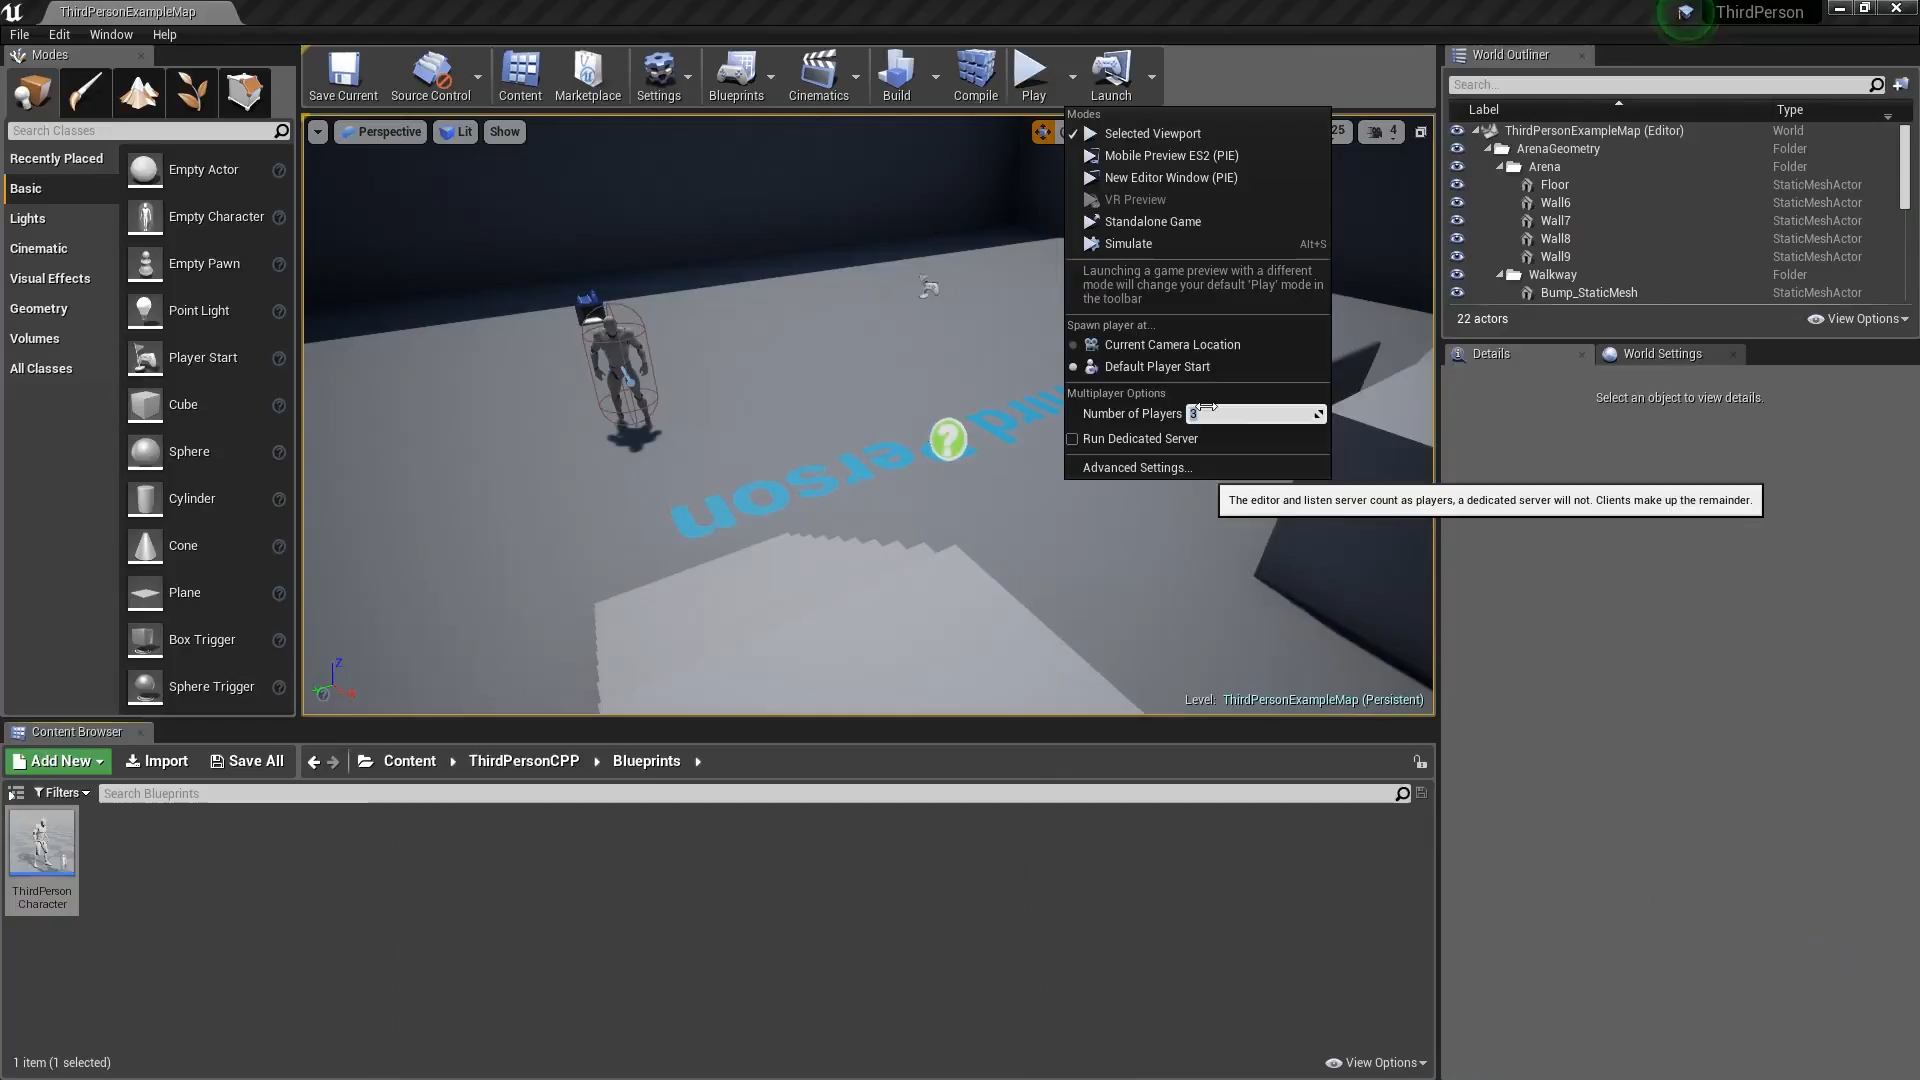 ThirdPersonExampleMap
ThirdPerson
File Edit Window Help
Modes
Search Classes
Recently Placed
Basic
Lights
Cinematic
Visual Effects
Geometry
Volumes
All Classes
Empty Actor
Empty Character
Empty Pawn
Point Light
Player Start
Cube
Sphere
Cylinder
Cone
Plane
Box Trigger
Sphere Trigger
Save Current
Source Control
Content
Marketplace
Settings
Blueprints
Cinematics
Build
Compile
Play
Launch
Perspective
Lit
Show
25
4
Modes
Selected Viewport
Mobile Preview ES2 (PIE)
New Editor Window (PIE)
VR Preview
Standalone Game
Simulate Alt+S
Launching a game preview with a different
mode will change your default 'Play' mode in
the toolbar
Spawn player at...
Current Camera Location
Default Player Start
Multiplayer Options
Number of Players 3
Run Dedicated Server
Advanced Settings...
The editor and listen server count as players, a dedicated server will not. Clients make up the remainder.
Z
Level: ThirdPersonExampleMap (Persistent)
World Outliner
Search...
Label Type
ThirdPersonExampleMap (Editor) World
ArenaGeometry Folder
Arena Folder
Floor StaticMeshActor
Wall6 StaticMeshActor
Wall7 StaticMeshActor
Wall8 StaticMeshActor
Wall9 StaticMeshActor
Walkway Folder
Bump_StaticMesh StaticMeshActor
22 actors
View Options
Details
World Settings
Select an object to view details.
Content Browser
Add New
Import
Save All
Content
ThirdPersonCPP
Blueprints
Filters
Search Blueprints
ThirdPerson
Character
1 item (1 selected)
View Options